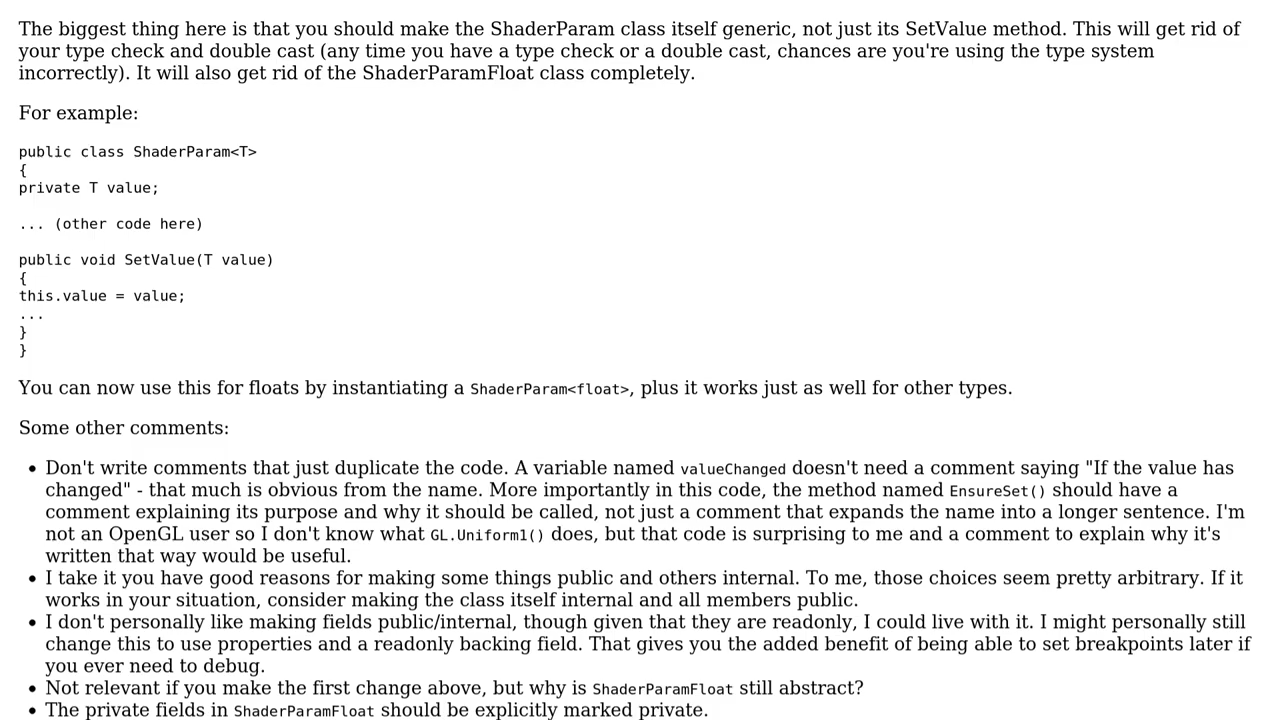 The biggest thing here is that you should make the ShaderParam class itself generic, not just its SetValue method. This will get rid of
your type check and double cast (any time you have a type check or a double cast, chances are you're using the type system
incorrectly). It will also get rid of the ShaderParamFloat class completely.
For example:
public class ShaderParam<T>
{
private T value;
... (other code here)
public void SetValue(T value)
{
this.value = value;
...
}
}
You can now use this for floats by instantiating a ShaderParam<float>, plus it works just as well for other types.
Some other comments:
• Don't write comments that just duplicate the code. A variable named valueChanged doesn't need a comment saying "If the value has
changed" - that much is obvious from the name. More importantly in this code, the method named EnsureSet() should have a
comment explaining its purpose and why it should be called, not just a comment that expands the name into a longer sentence. I'm
not an OpenGL user so I don't know what GL.Uniform1() does, but that code is surprising to me and a comment to explain why it's
written that way would be useful.
• I take it you have good reasons for making some things public and others internal. To me, those choices seem pretty arbitrary. If it
works in your situation, consider making the class itself internal and all members public.
• I don't personally like making fields public/internal, though given that they are readonly, I could live with it. I might personally still
change this to use properties and a readonly backing field. That gives you the added benefit of being able to set breakpoints later if
you ever need to debug.
• Not relevant if you make the first change above, but why is ShaderParamFloat still abstract?
• The private fields in ShaderParamFloat should be explicitly marked private.